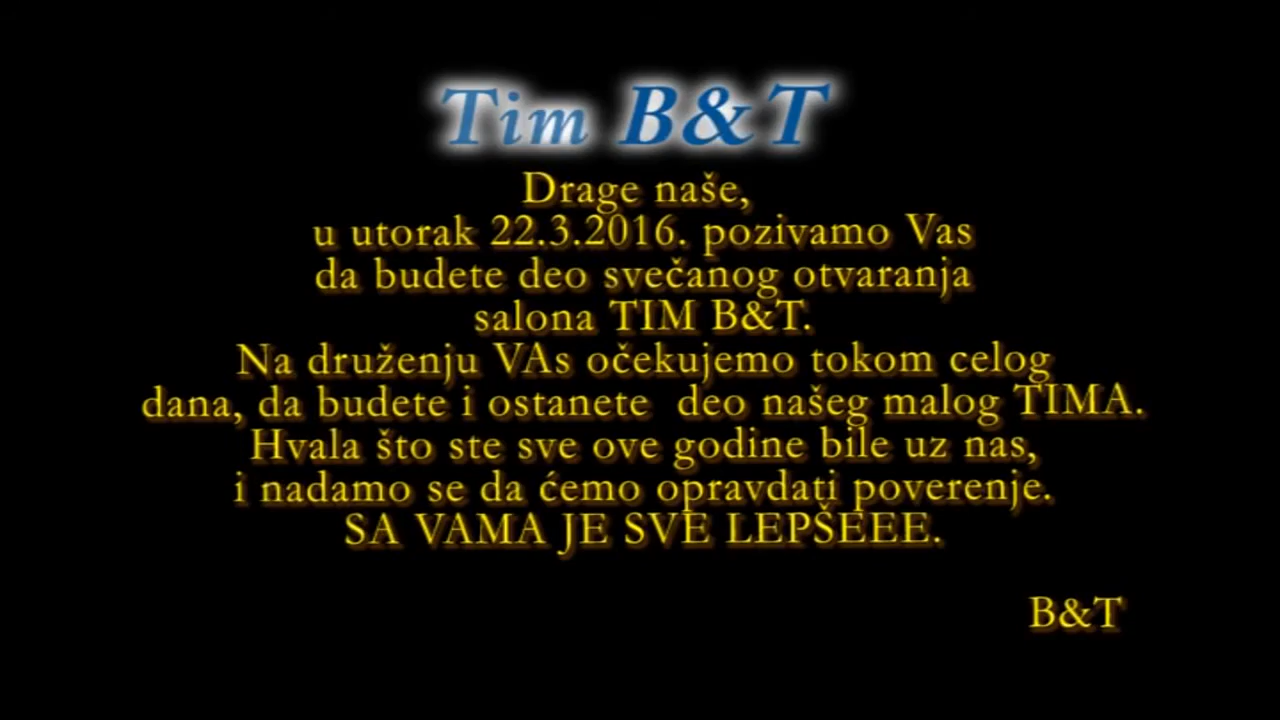 Tim B&T
Drage naše,
u utorak 22.3.2016. pozivamo Vas
da budete deo svečanog otvaranja
salona TIM B&T.
Na druženju VAs očekujemo tokom celog
dana, da budete i ostanete  deo našeg malog TIMA.
Hvala što ste sve ove godine bile uz nas,
i nadamo se da ćemo opravdati poverenje.
SA VAMA JE SVE LEPŠEEE.
B&T